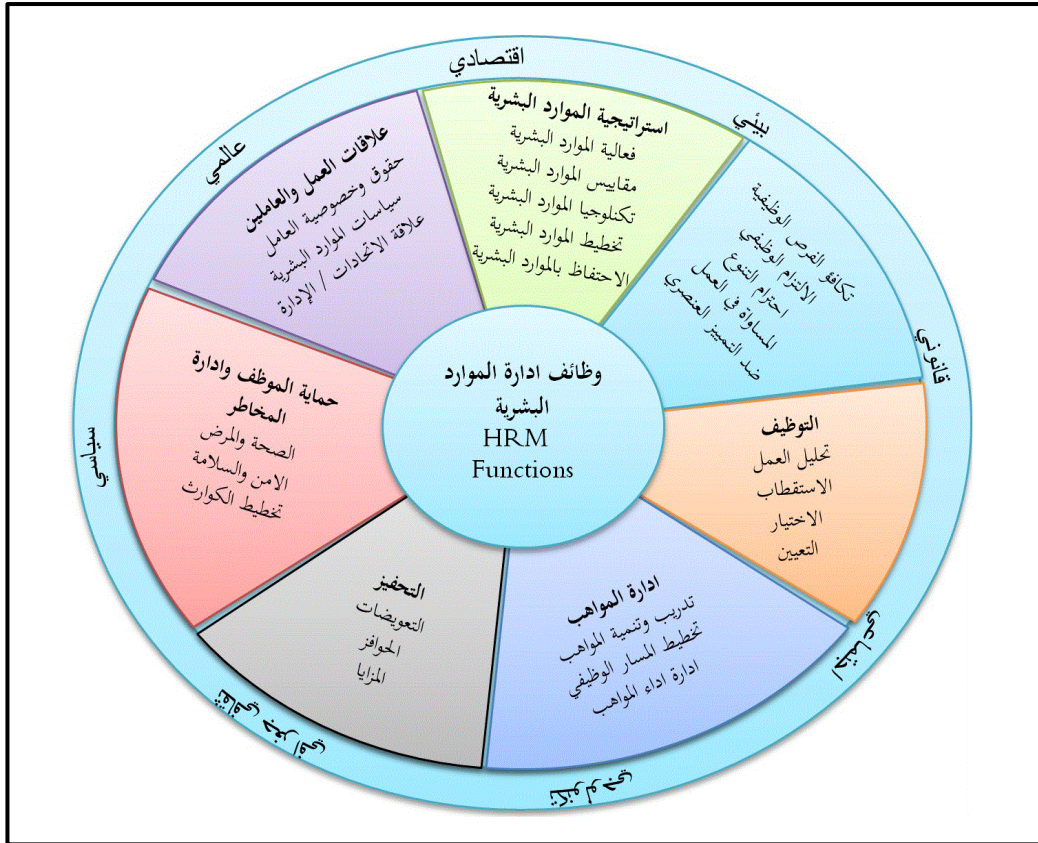 اقتصادي
بيئي
قانوني
اجتماعي
تكنولوجي
ثقافي جغرافي
سياسي
عالمي
استراتيجية الموارد البشرية
فعالية الموارد البشرية
مقاييس الموارد البشرية
تكنلوجيا الموارد البشرية
تخطيط الموارد البشرية
الاحتفاظ بالموارد البشرية
تكافؤ الفرص الوظيفية
الالتزام الوظيفي
احترام التنوع
المساواة في العمل
ضد التمييز العنصري
التوظيف
تحليل العمل
الاستقطاب
الاختيار
التعيين
ادارة المواهب
تدريب وتنمية المواهب
تخطيط المسار الوظيفي
ادارة اداء المواهب
التحفيز
التعويضات
الحوافز
المزايا
حماية الموظف وادارة
المخاطر
الصحة والمرض
الامن والسلامة
تخطيط الكوارث
علاقات العمل والعاملين
حقوق وخصوصية العامل
سياسات الموارد البشرية
علاقة الاتحادات / الإدارة
وظائف ادارة الموارد
البشرية
HRM
Functions